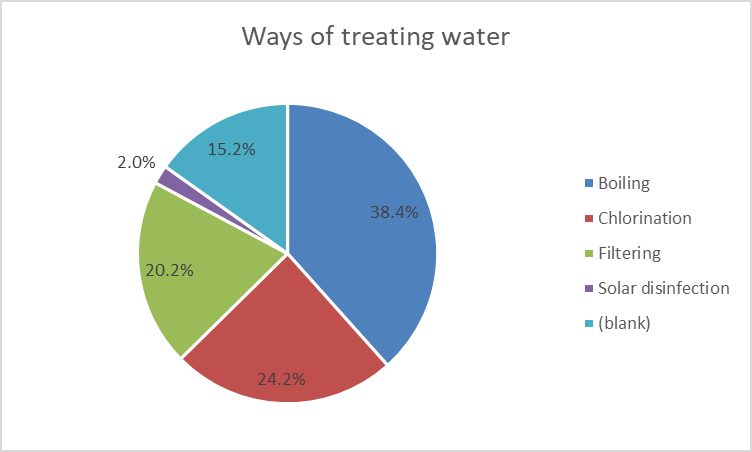 Ways of treating water
15.2%
2.0%
38.4%
20.2%
24.2%
Boiling
Chlorination
Filtering
Solar disinfection
(blank)